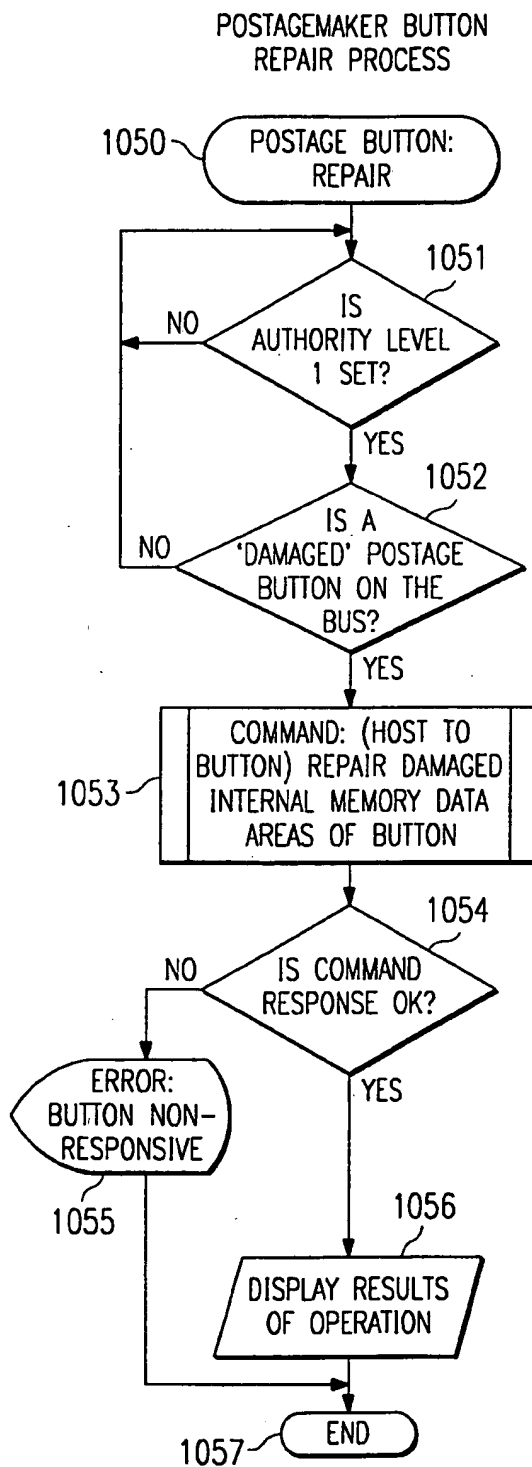 POSTAGEMAKER BUTTON
REPAIR PROCESS
1050
POSTAGE BUTTON:
REPAIR
1051
IS
AUTHORITY LEVEL
1 SET?
NO
YES
1052
IS A
'DAMAGED' POSTAGE
BUTTON ON THE
BUS?
NO
YES
1053
COMMAND: (HOST TO
BUTTON) REPAIR DAMAGED
INTERNAL MEMORY DATA
AREAS OF BUTTON
1054
IS COMMAND
RESPONSE OK?
NO
YES
ERROR:
BUTTON NON-
RESPONSIVE
1055
1056
DISPLAY RESULTS
OF OPERATION
END
1057